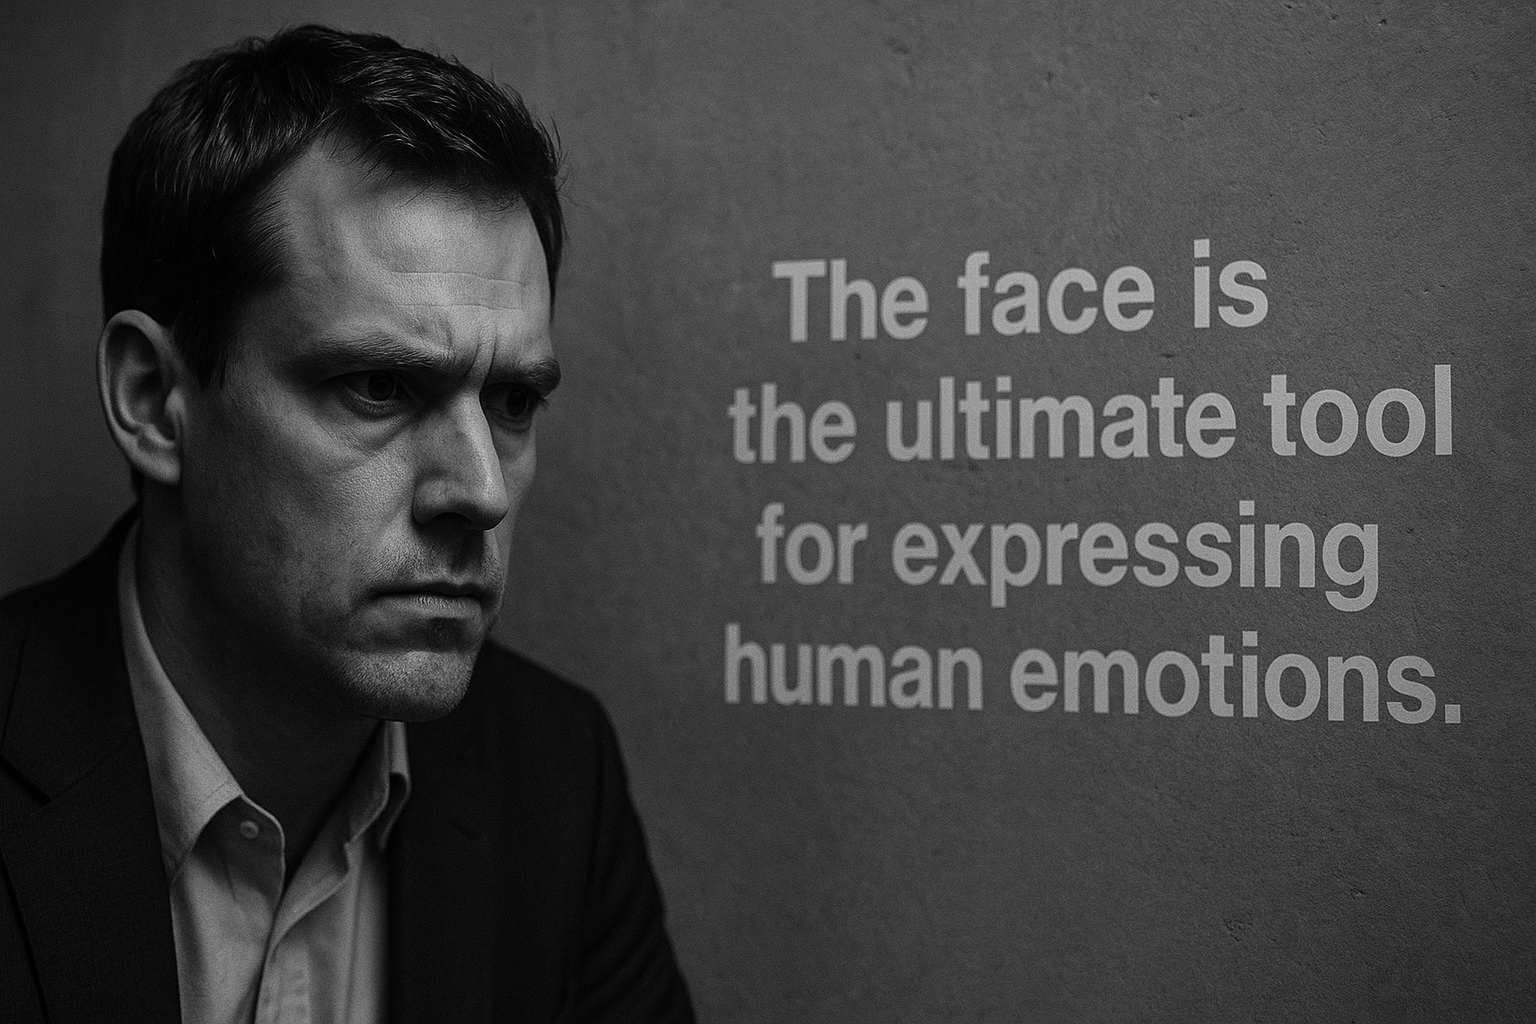 The face is
the ultimate tool
for expressing
human emotions.